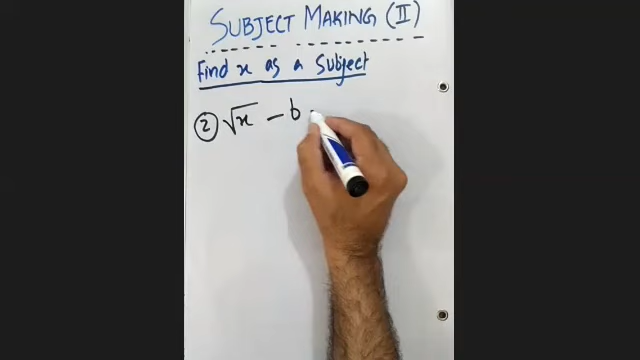 SUBJECT MAKING (II)
Find x as a Subject
② √x - b